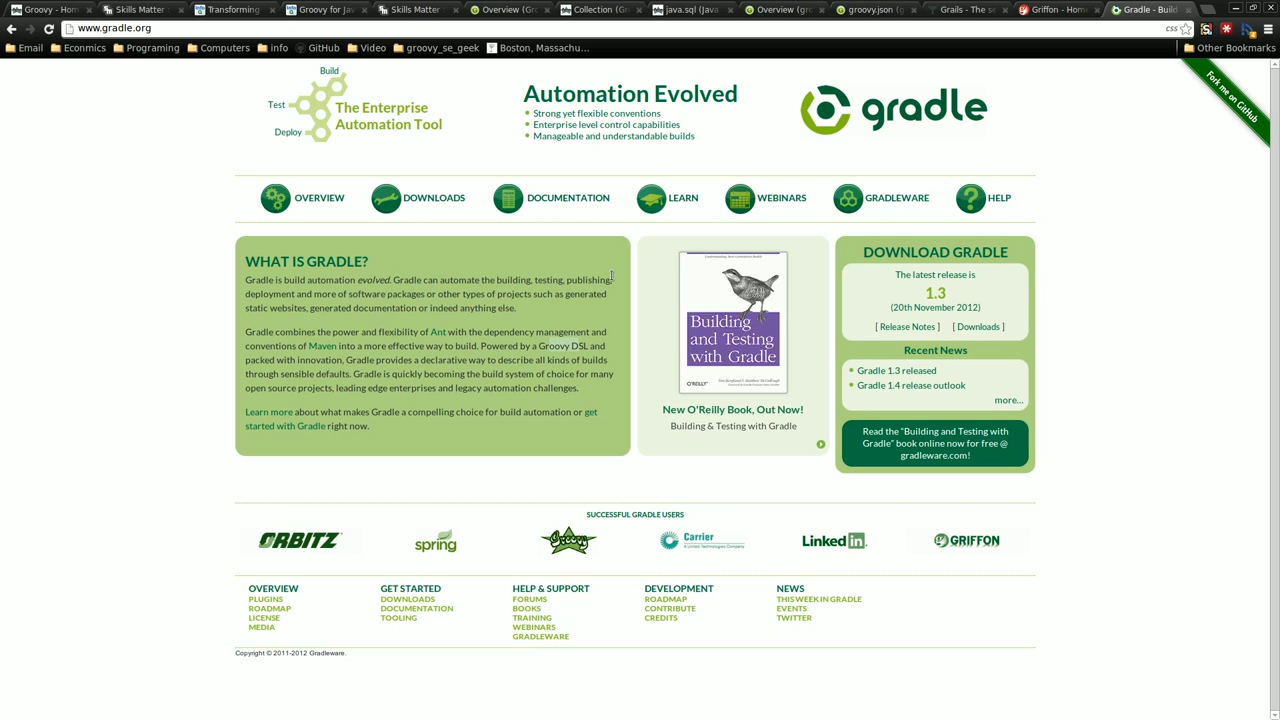 Groovy - Hom
Skills Matter
Transforming
Groovy for Jav
Skills Matter
Overview (Gr
Collection (Gr
java.sql (Java
Overview (gro
groovy.json (g
Grails - The se
Griffon - Home
Gradle - Build
www.gradle.org
css
Email
Econmics
Programing
Computers
info
GitHub
Video
groovy_se_geek
Boston, Massachu...
Other Bookmarks
Fork me on GitHub
Build
Test
Deploy
The Enterprise
Automation Tool
Automation Evolved
Strong yet flexible conventions
Enterprise level control capabilities
Manageable and understandable builds
gradle
OVERVIEW
DOWNLOADS
DOCUMENTATION
LEARN
WEBINARS
GRADLEWARE
HELP
WHAT IS GRADLE?
Gradle is build automation evolved. Gradle can automate the building, testing, publishing,
deployment and more of software packages or other types of projects such as generated
static websites, generated documentation or indeed anything else.
Gradle combines the power and flexibility of Ant with the dependency management and
conventions of Maven into a more effective way to build. Powered by a Groovy DSL and
packed with innovation, Gradle provides a declarative way to describe all kinds of builds
through sensible defaults. Gradle is quickly becoming the build system of choice for many
open source projects, leading edge enterprises and legacy automation challenges.
Learn more about what makes Gradle a compelling choice for build automation or get
started with Gradle right now.
Building
and Testing
with Gradle
O'REILLY
New O'Reilly Book, Out Now!
Building & Testing with Gradle
DOWNLOAD GRADLE
The latest release is
1.3
(20th November 2012)
[ Release Notes ]
[ Downloads ]
Recent News
Gradle 1.3 released
Gradle 1.4 release outlook
more...
Read the "Building and Testing with
Gradle" book online now for free @
gradleware.com!
SUCCESSFUL GRADLE USERS
ORBITZ
spring
Groovy
Carrier
A United Technologies Company
Linked in
GRIFFON
OVERVIEW
PLUGINS
ROADMAP
LICENSE
MEDIA
GET STARTED
DOWNLOADS
DOCUMENTATION
TOOLING
HELP & SUPPORT
FORUMS
BOOKS
TRAINING
WEBINARS
GRADLEWARE
DEVELOPMENT
ROADMAP
CONTRIBUTE
CREDITS
NEWS
THIS WEEK IN GRADLE
EVENTS
TWITTER
Copyright © 2011-2012 Gradleware.